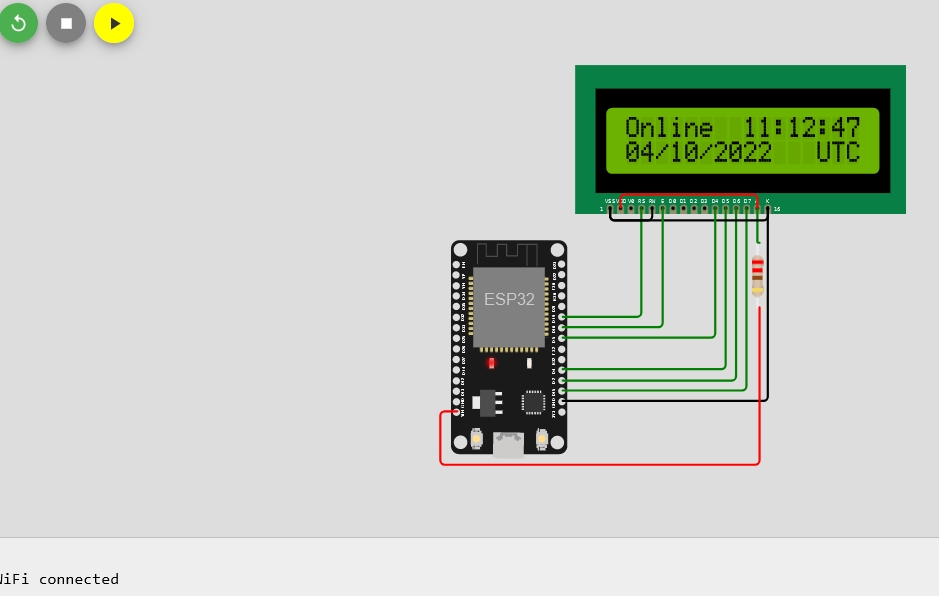 Online 11:12:47
04/10/2022 UTC
VSS VDD V0 RS RW E D0 D1 D2 D3 D4 D5 D6 D7 A K
1 16
ESP32
WiFi connected